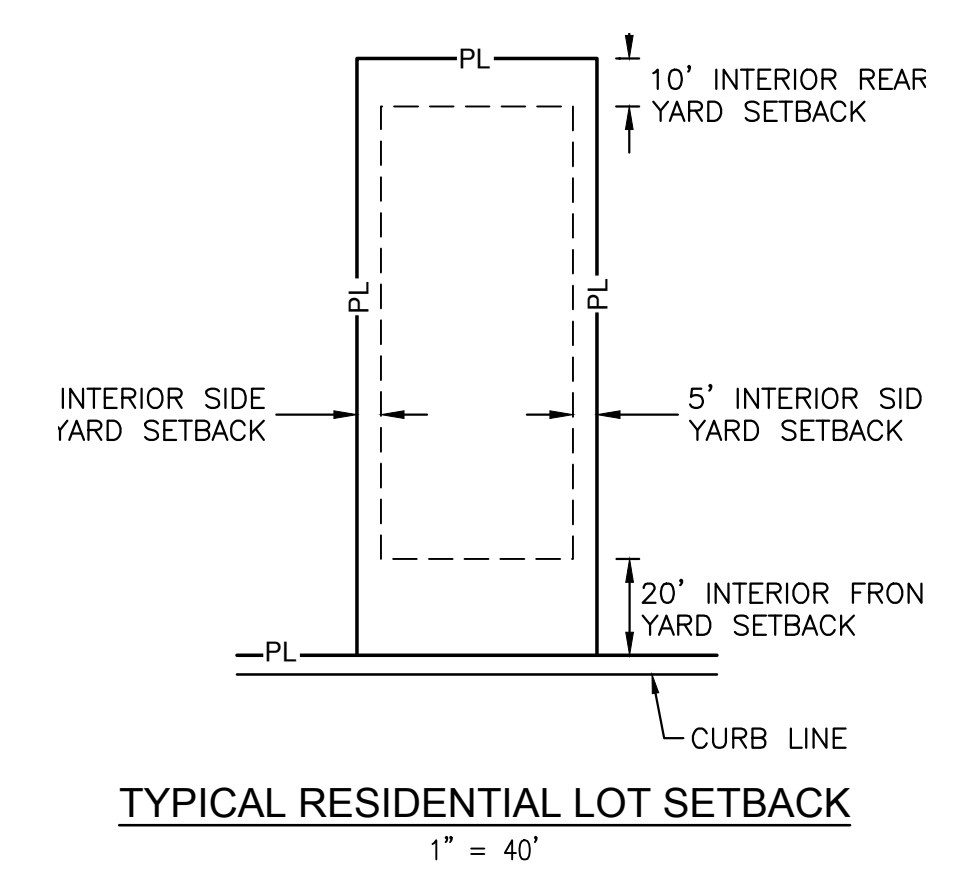 PL
10' INTERIOR REAR
YARD SETBACK
PL
PL
INTERIOR SIDE
YARD SETBACK
5' INTERIOR SID
YARD SETBACK
20' INTERIOR FRON
YARD SETBACK
PL
CURB LINE
TYPICAL RESIDENTIAL LOT SETBACK
1" = 40'